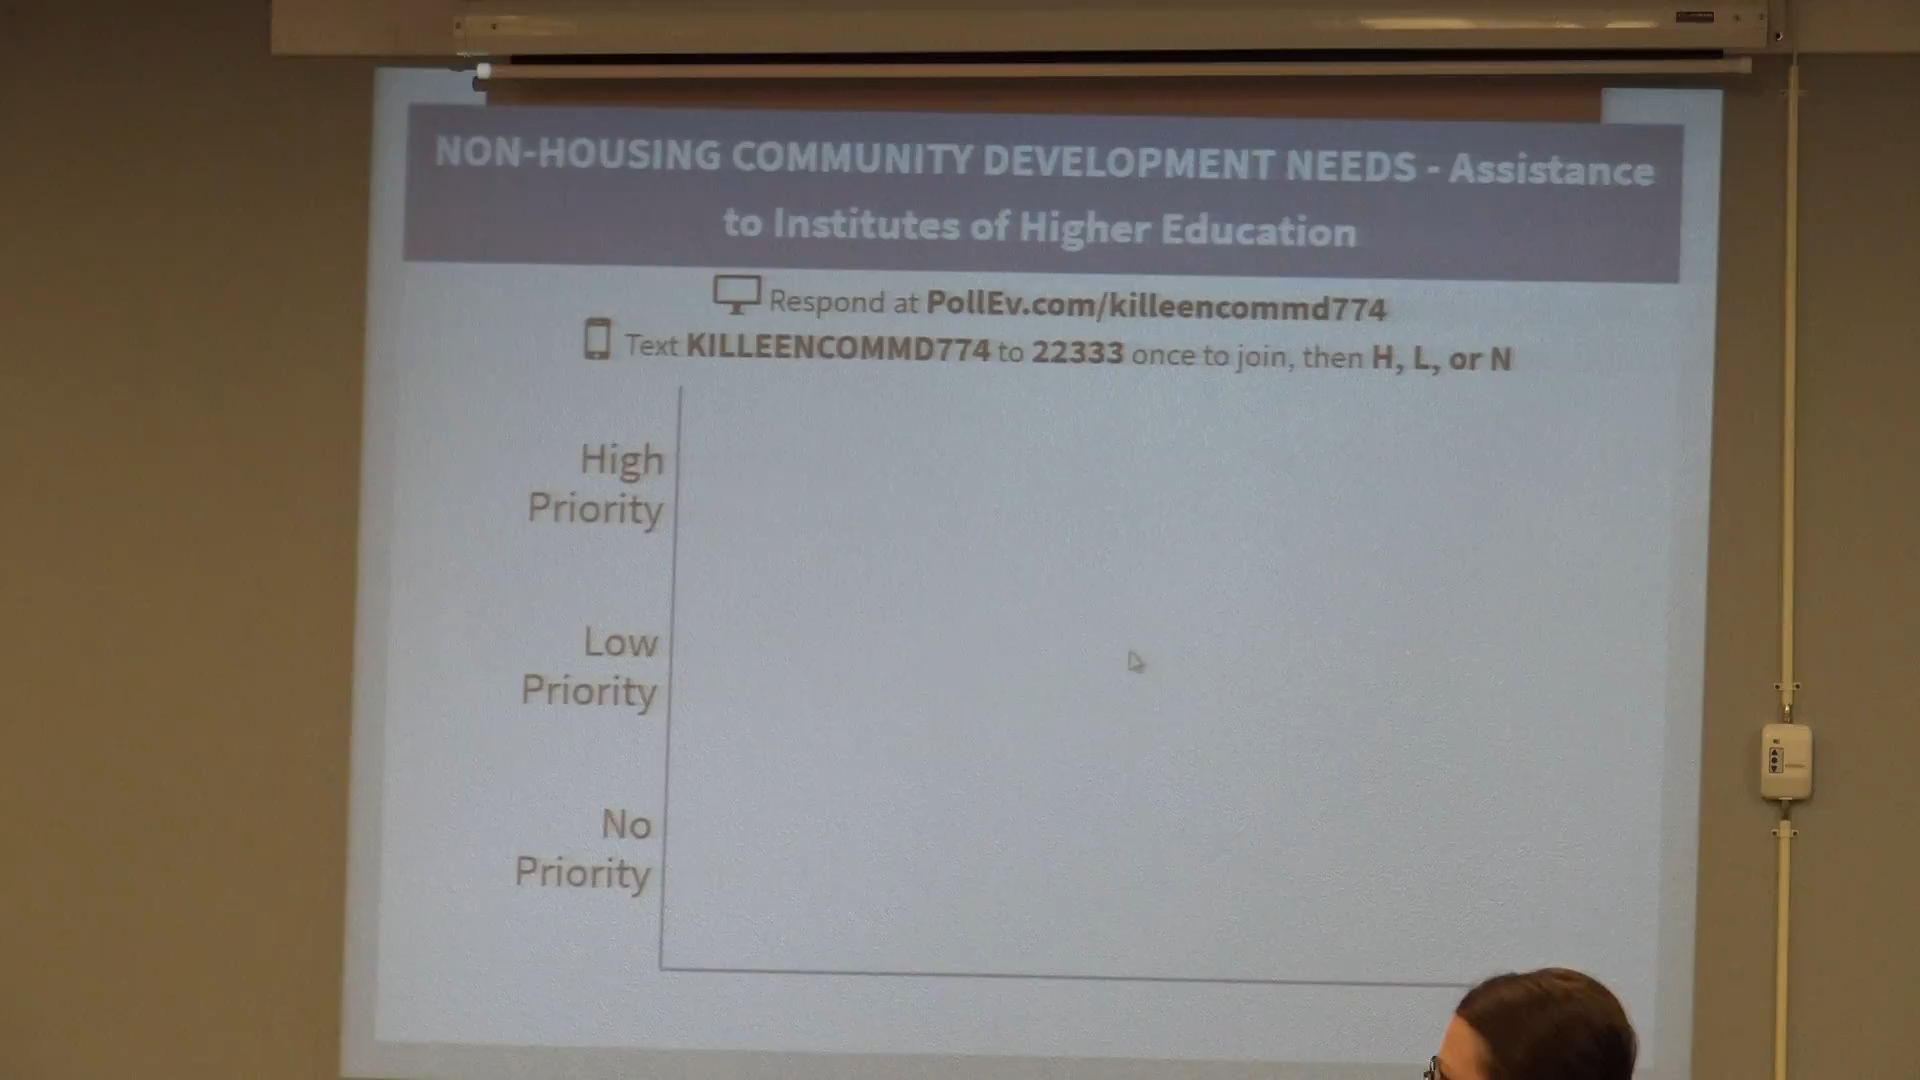 NON-HOUSING COMMUNITY DEVELOPMENT NEEDS - Assistance
to Institutes of Higher Education
Respond at PollEv.com/killeencommd774
Text KILLEENCOMMD774 to 22333 once to join, then H, L, or N
High
Priority
Low
Priority
No
Priority